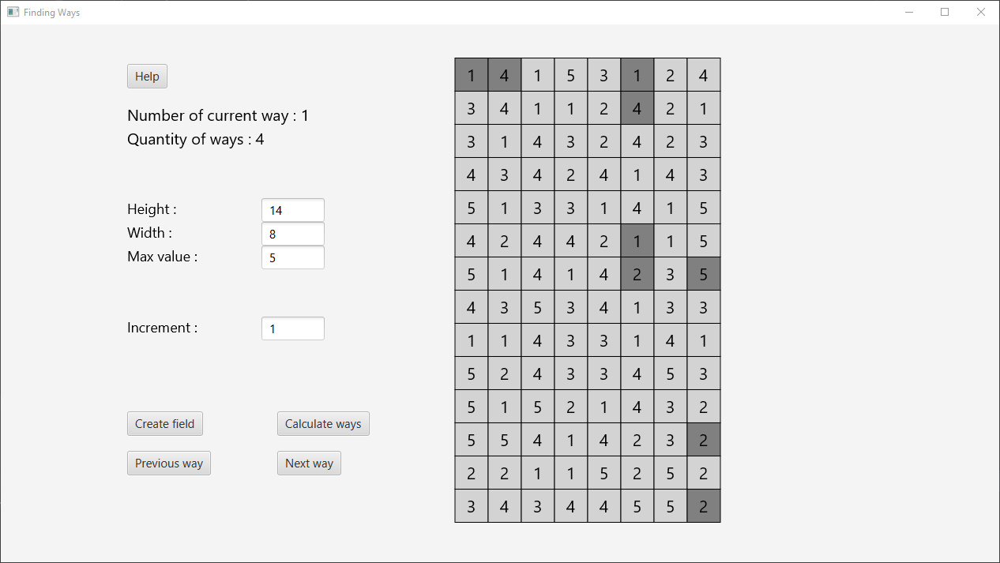 Finding Ways
Help
Number of current way : 1
Quantity of ways : 4
Height : 14
Width : 8
Max value : 5
Increment : 1
Create field Calculate ways
Previous way Next way
1 4 1 5 3 1 2 4
3 4 1 1 2 4 2 1
3 1 4 3 2 4 2 3
4 3 4 2 4 1 4 3
5 1 3 3 1 4 1 5
4 2 4 4 2 1 1 5
5 1 4 1 4 2 3 5
4 3 5 3 4 1 3 3
1 1 4 3 3 1 4 1
5 2 4 3 3 4 5 3
5 1 5 2 1 4 3 2
5 5 4 1 4 2 3 2
2 2 1 1 5 2 5 2
3 4 3 4 4 5 5 2